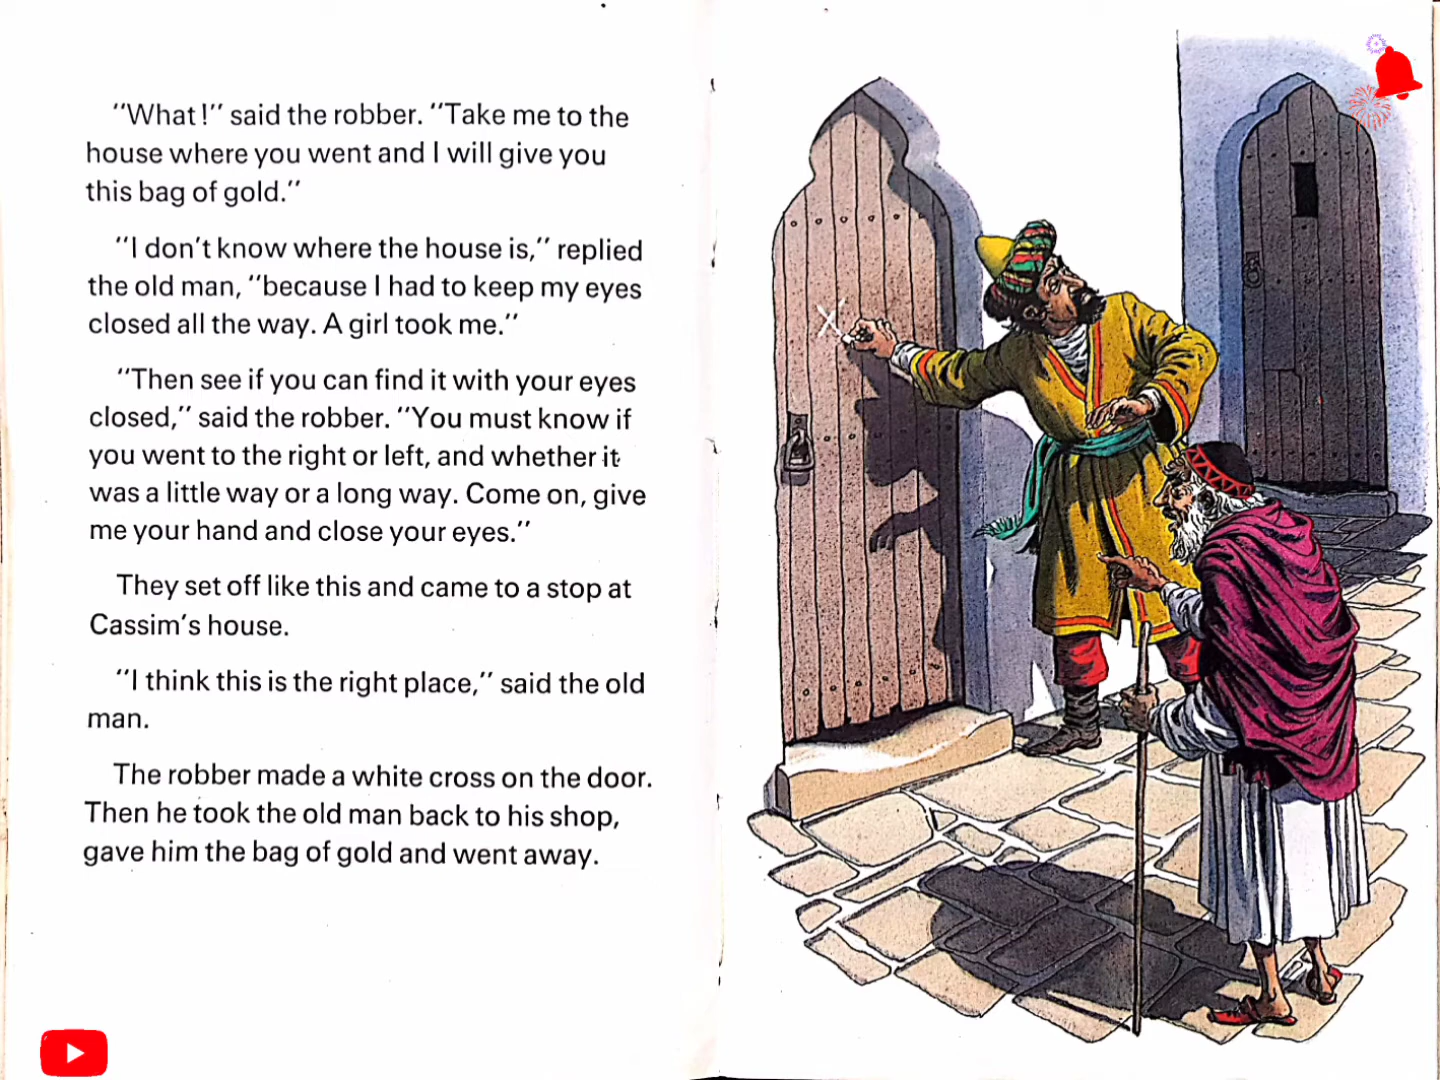 "What!" said the robber. "Take me to the
house where you went and I will give you
this bag of gold."
"I don't know where the house is," replied
the old man, "because I had to keep my eyes
closed all the way. A girl took me."
"Then see if you can find it with your eyes
closed," said the robber. "You must know if
you went to the right or left, and whether it
was a little way or a long way. Come on, give
me your hand and close your eyes."
They set off like this and came to a stop at
Cassim's house.
"I think this is the right place," said the old
man.
The robber made a white cross on the door.
Then he took the old man back to his shop,
gave him the bag of gold and went away.